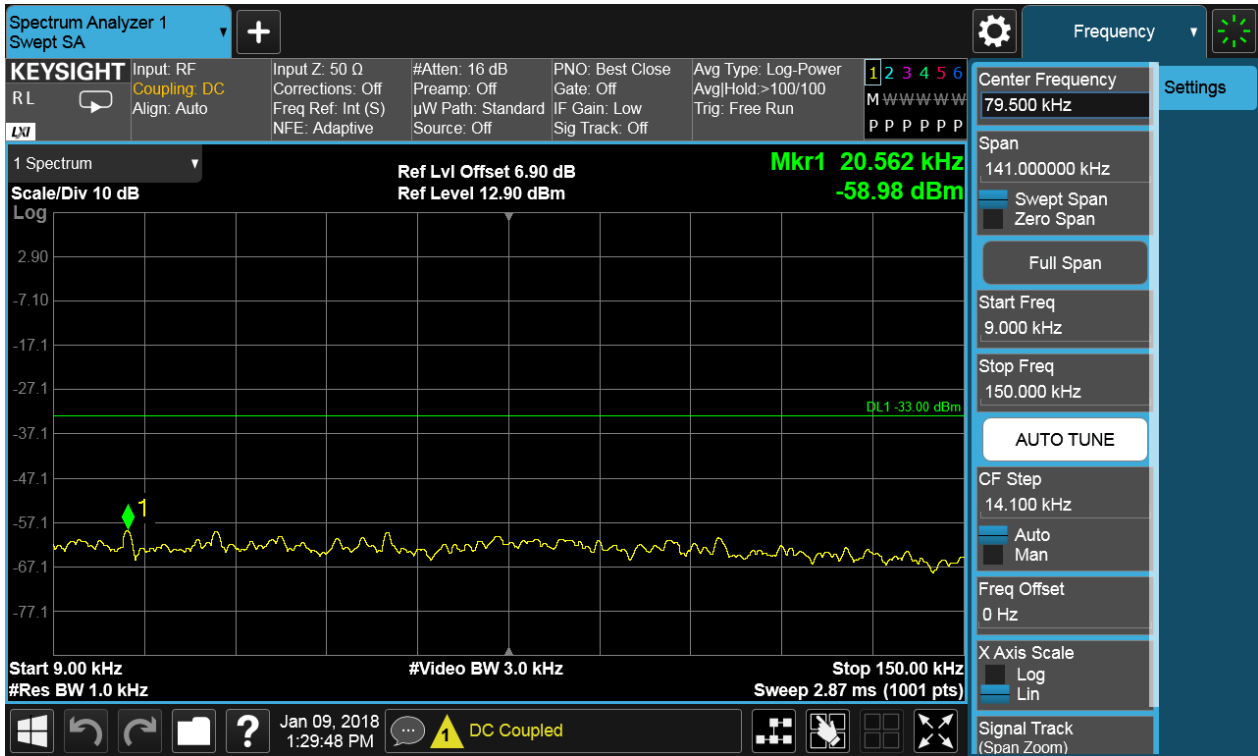 Spectrum Analyzer 1
Swept SA
Frequency
KEYSIGHT
R L
LXI
Input: RF
Coupling: DC
Align: Auto
Input Z: 50 Ω
Corrections: Off
Freq Ref: Int (S)
NFE: Adaptive
#Atten: 16 dB
Preamp: Off
µW Path: Standard
Source: Off
PNO: Best Close
Gate: Off
IF Gain: Low
Sig Track: Off
Avg Type: Log-Power
Avg|Hold:>100/100
Trig: Free Run
1 2 3 4 5 6
M W W W W W
P P P P P P
1 Spectrum
Scale/Div 10 dB
Ref Lvl Offset 6.90 dB
Ref Level 12.90 dBm
Mkr1 20.562 kHz
-58.98 dBm
Log
2.90
-7.10
-17.1
-27.1
DL1 -33.00 dBm
-37.1
-47.1
1
-57.1
-67.1
-77.1
Start 9.00 kHz
#Video BW 3.0 kHz
Stop 150.00 kHz
#Res BW 1.0 kHz
Sweep 2.87 ms (1001 pts)
Center Frequency
79.500 kHz
Span
141.000000 kHz
Swept Span
Zero Span
Full Span
Start Freq
9.000 kHz
Stop Freq
150.000 kHz
AUTO TUNE
CF Step
14.100 kHz
Auto
Man
Freq Offset
0 Hz
X Axis Scale
Log
Lin
Signal Track
(Span Zoom)
Settings
?
Jan 09, 2018
1:29:48 PM
1
DC Coupled